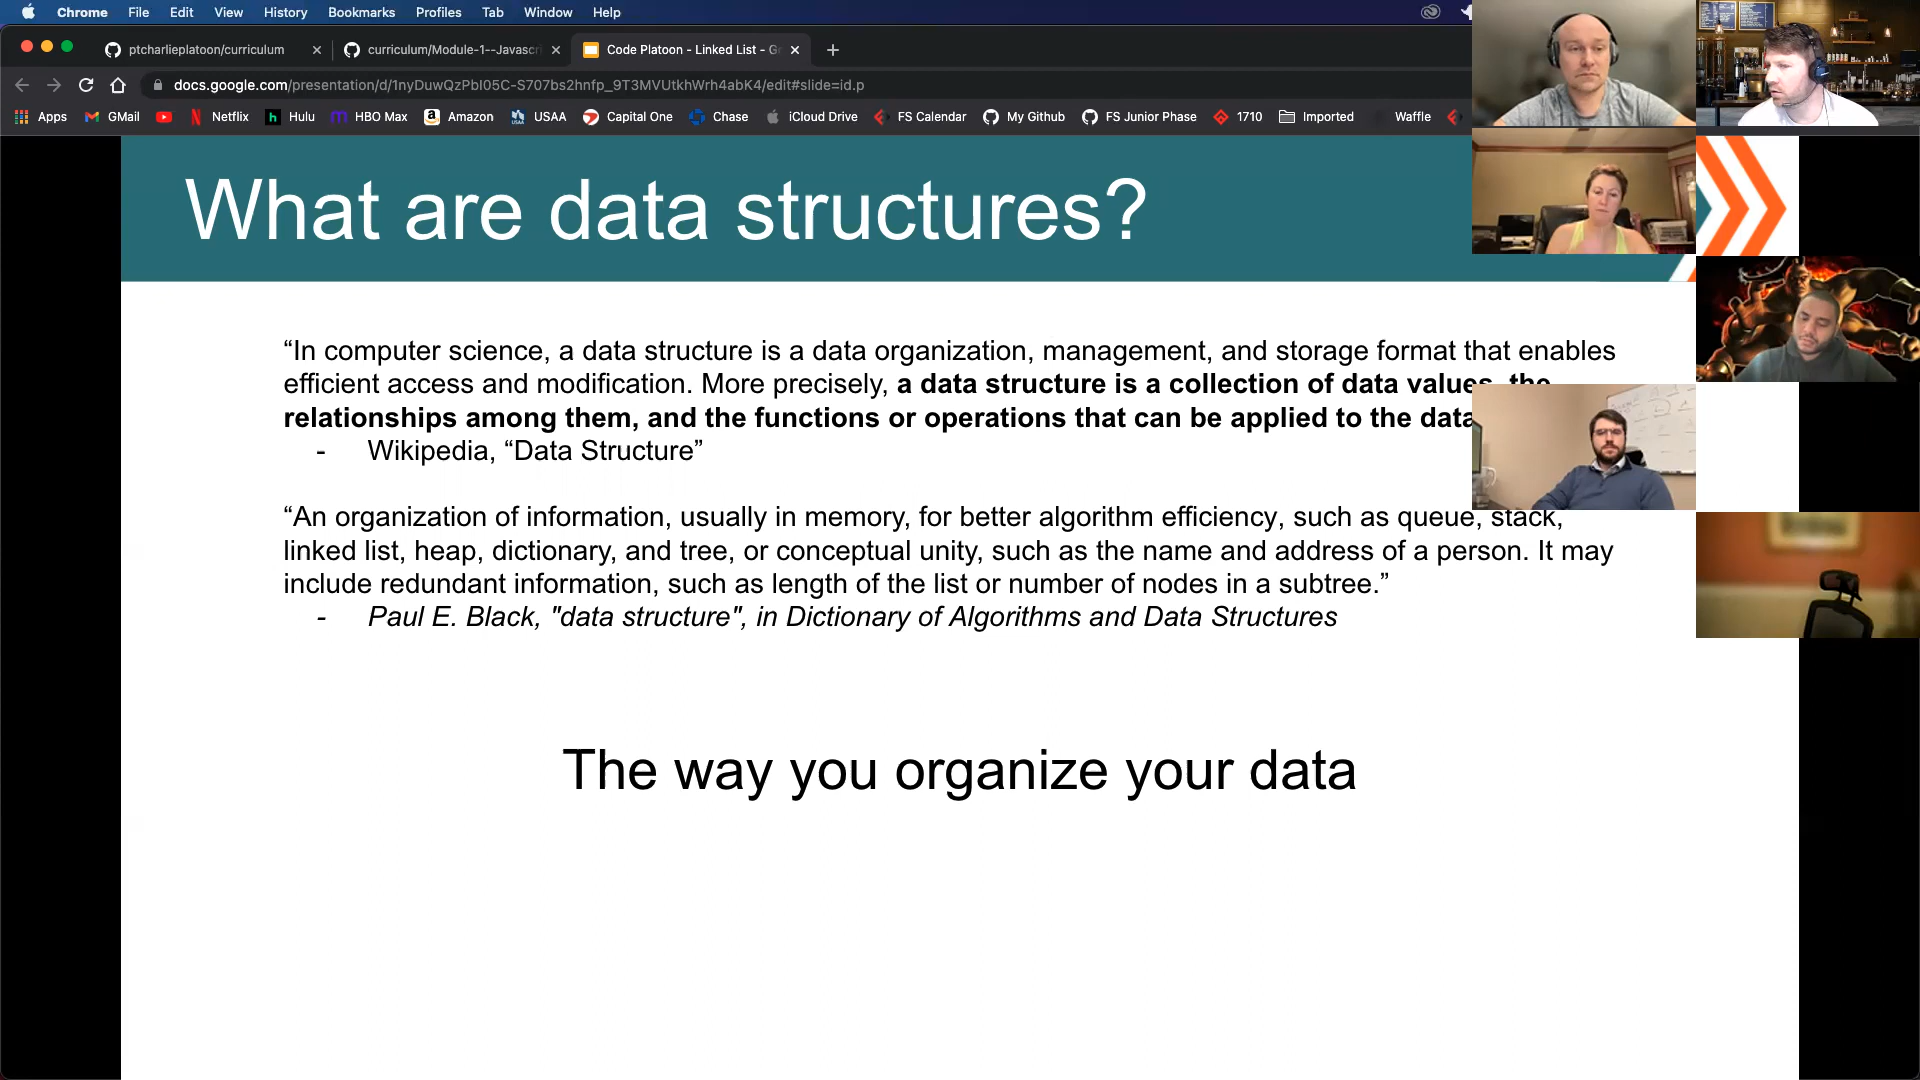 Chrome File Edit View History Bookmarks Profiles Tab Window Help
ptcharlieplatoon/curriculum
curriculum/Module-1--Javascri
Code Platoon - Linked List - Go
docs.google.com/presentation/d/1nyDuwQzPbI05C-S707bs2hnfp_9T3MVUtkhWrh4abK4/edit#slide=id.p
Apps GMail Netflix Hulu HBO Max Amazon USAA Capital One Chase iCloud Drive FS Calendar My Github FS Junior Phase 1710 Imported Waffle
What are data structures?
“In computer science, a data structure is a data organization, management, and storage format that enables
efficient access and modification. More precisely, a data structure is a collection of data values, the
relationships among them, and the functions or operations that can be applied to the data
- Wikipedia, “Data Structure”
“An organization of information, usually in memory, for better algorithm efficiency, such as queue, stack,
linked list, heap, dictionary, and tree, or conceptual unity, such as the name and address of a person. It may
include redundant information, such as length of the list or number of nodes in a subtree.”
- Paul E. Black, "data structure", in Dictionary of Algorithms and Data Structures
The way you organize your data